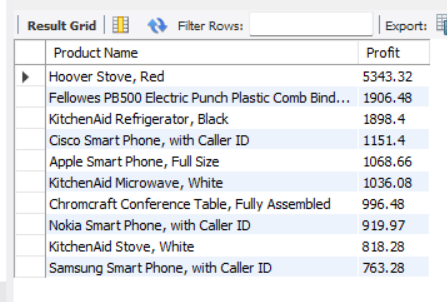 Result Grid Filter Rows: Export:
Product Name Profit
Hoover Stove, Red 5343.32
Fellowes PB500 Electric Punch Plastic Comb Bind... 1906.48
KitchenAid Refrigerator, Black 1898.4
Cisco Smart Phone, with Caller ID 1151.4
Apple Smart Phone, Full Size 1068.66
KitchenAid Microwave, White 1036.08
Chromcraft Conference Table, Fully Assembled 996.48
Nokia Smart Phone, with Caller ID 919.97
KitchenAid Stove, White 818.28
Samsung Smart Phone, with Caller ID 763.28